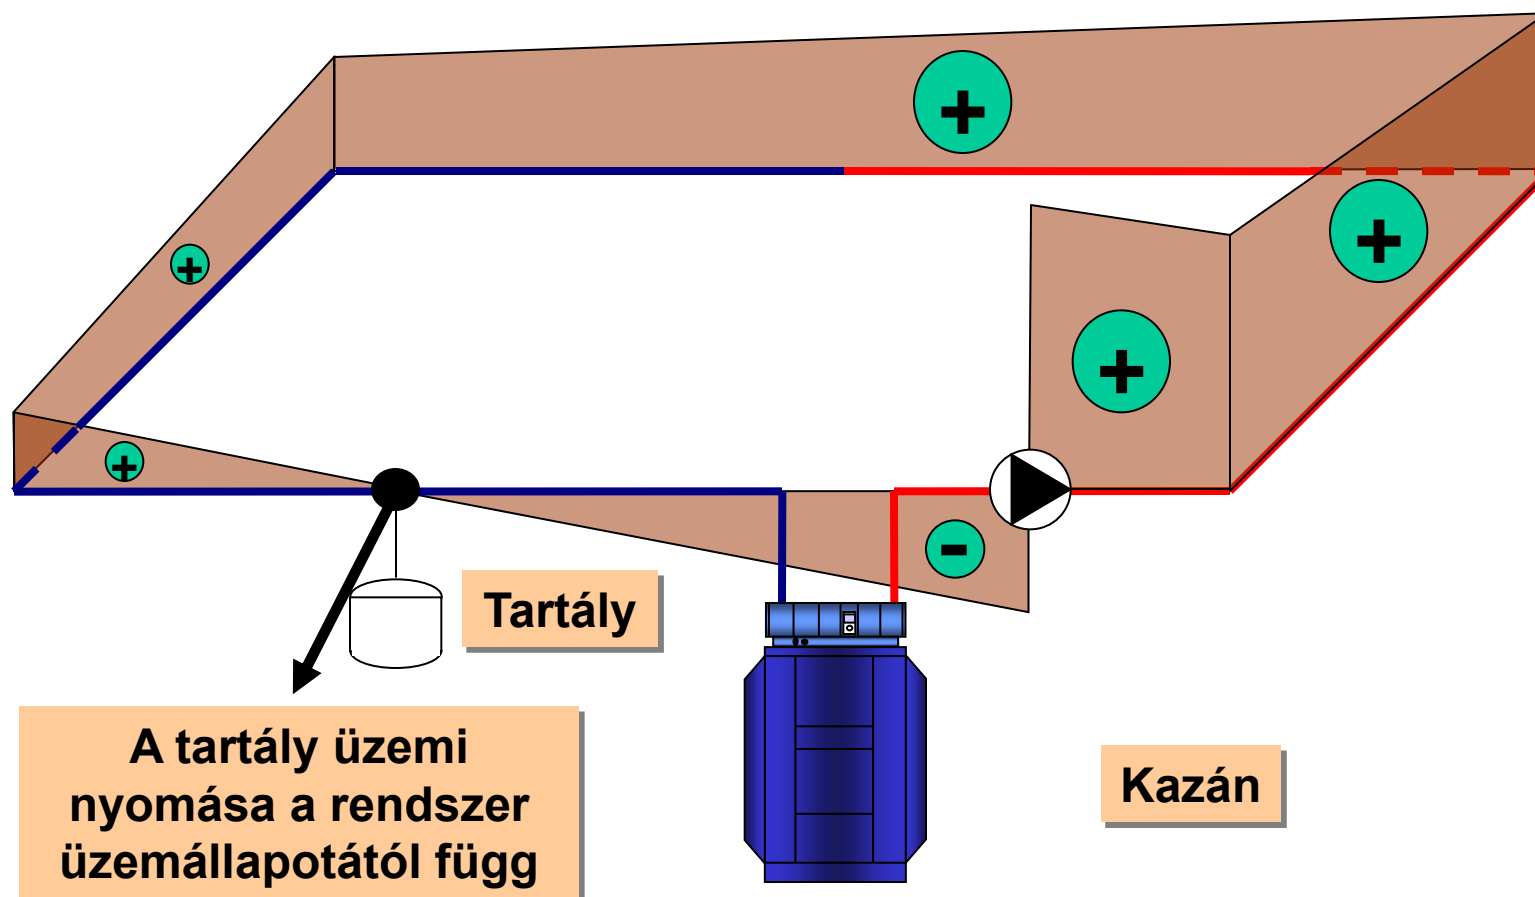 +
+
+
+
+
-
Tartály
A tartály üzemi
nyomása a rendszer
üzemállapotától függ
Kazán